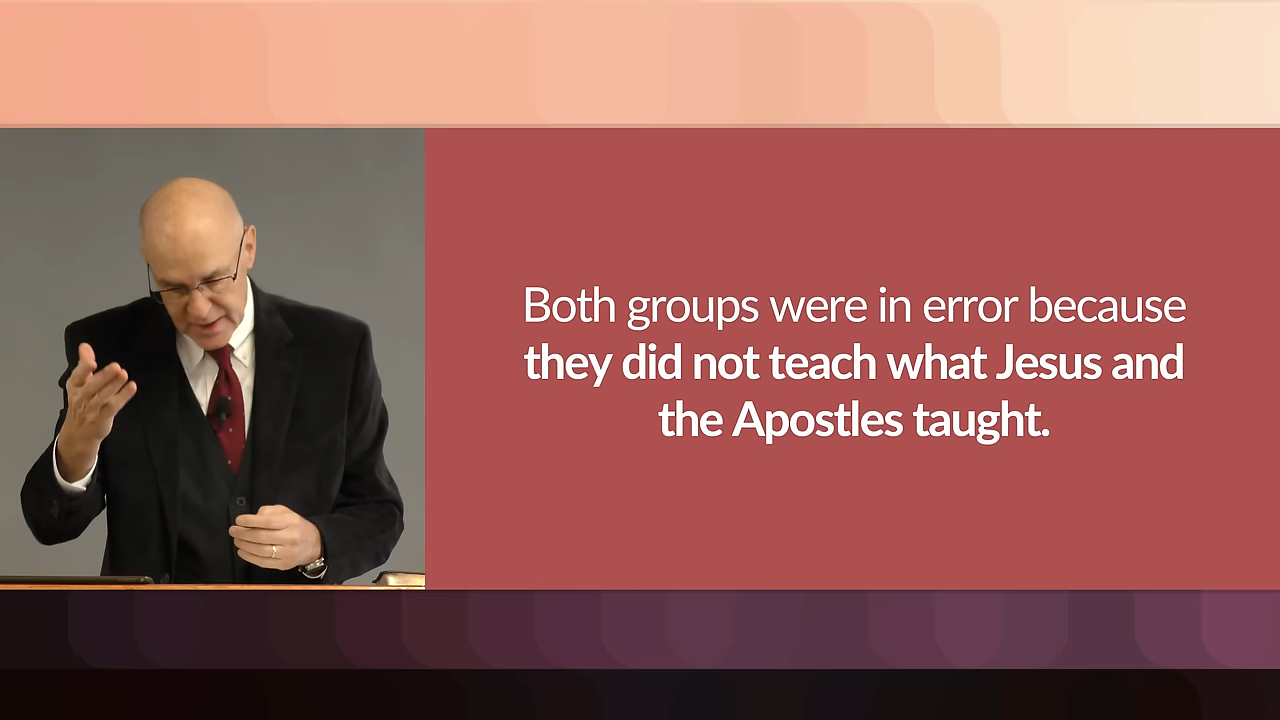 Both groups were in error because
they did not teach what Jesus and
the Apostles taught.